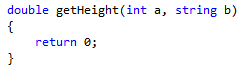 double getHeight(int a, string b)
{
    return 0;
}